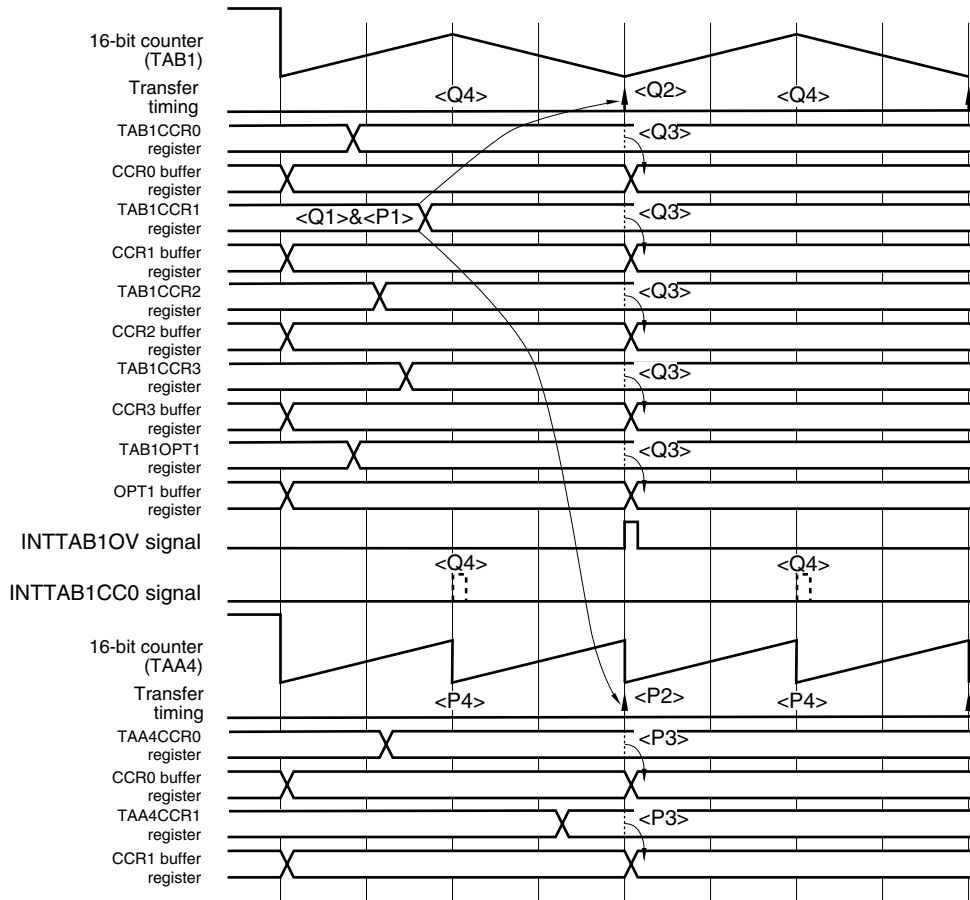 16-bit counter
(TAB1)
Transfer
timing
<Q4>
<Q2>
<Q4>
TAB1CCR0
register
<Q3>
CCR0 buffer
register
TAB1CCR1
register
<Q1>&<P1>
<Q3>
CCR1 buffer
register
TAB1CCR2
register
<Q3>
CCR2 buffer
register
TAB1CCR3
register
<Q3>
CCR3 buffer
register
TAB1OPT1
register
<Q3>
OPT1 buffer
register
INTTAB1OV signal
<Q4>
<Q4>
INTTAB1CC0 signal
16-bit counter
(TAA4)
Transfer
timing
<P4>
<P2>
<P4>
TAA4CCR0
register
<P3>
CCR0 buffer
register
TAA4CCR1
register
<P3>
CCR1 buffer
register